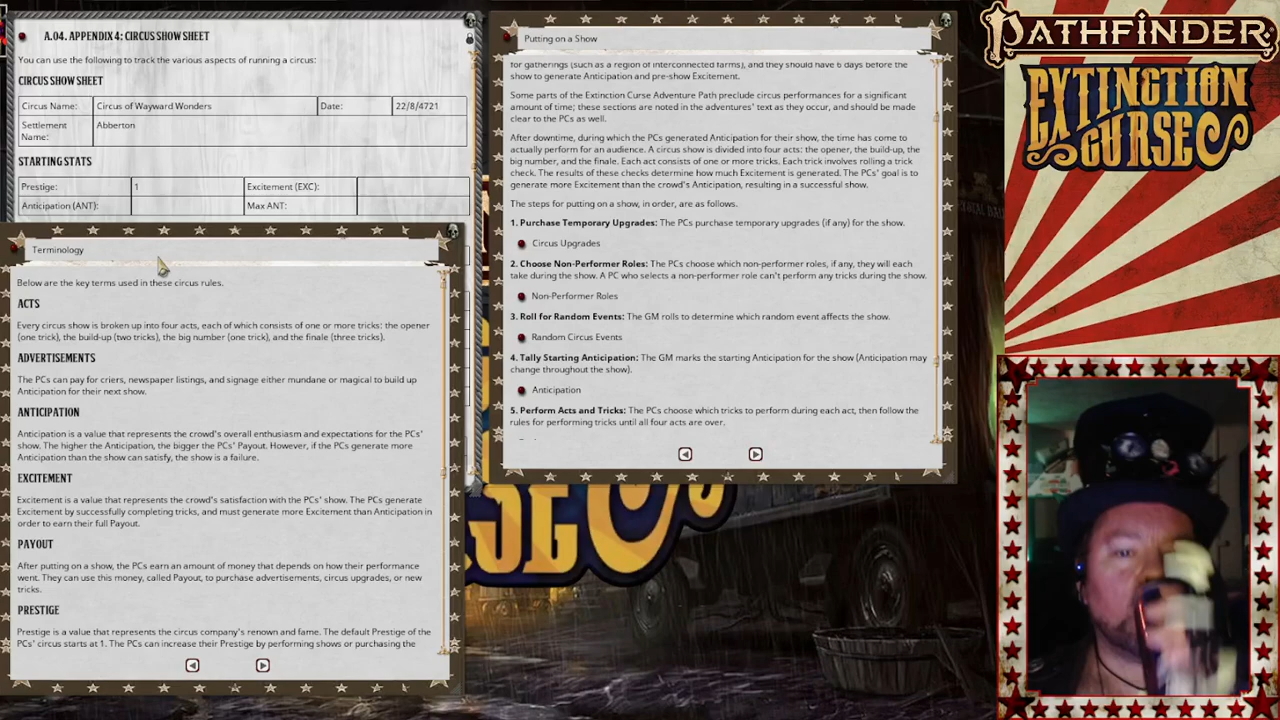 A.04. APPENDIX 4: CIRCUS SHOW SHEET
You can use the following to track the various aspects of running a circus:
CIRCUS SHOW SHEET
Circus Name: Circus of Wayward Wonders Date: 22/8/4721
Settlement Name: Abberton
STARTING STATS
Prestige: 1 Excitement (EXC):
Anticipation (ANT): Max ANT:
Terminology
Below are the key terms used in these circus rules.
ACTS
Every circus show is broken up into four acts, each of which consists of one or more tricks: the opener
(one trick), the build-up (two tricks), the big number (one trick), and the finale (three tricks).
ADVERTISEMENTS
The PCs can pay for criers, newspaper listings, and signage either mundane or magical to build up
Anticipation for their next show.
ANTICIPATION
Anticipation is a value that represents the crowd's overall enthusiasm and expectations for the PCs'
show. The higher the Anticipation, the bigger the PCs' Payout. However, if the PCs generate more
Anticipation than the show can satisfy, the show is a failure.
EXCITEMENT
Excitement is a value that represents the crowd's satisfaction with the PCs' show. The PCs generate
Excitement by successfully completing tricks, and must generate more Excitement than Anticipation in
order to earn their full Payout.
PAYOUT
After putting on a show, the PCs earn an amount of money that depends on how their performance
went. They can use this money, called Payout, to purchase advertisements, circus upgrades, or new
tricks.
PRESTIGE
Prestige is a value that represents the circus company's renown and fame. The default Prestige of the
PCs' circus starts at 1. The PCs can increase their Prestige by performing shows or purchasing the
Putting on a Show
for gatherings (such as a region of interconnected farms), and they should have 6 days before the
show to generate Anticipation and pre-show Excitement.
Some parts of the Extinction Curse Adventure Path preclude circus performances for a significant
amount of time; these sections are noted in the adventures' text as they occur, and should be made
clear to the PCs as well.
After downtime, during which the PCs generated Anticipation for their show, the time has come to
actually perform for an audience. A circus show is divided into four acts: the opener, the build-up, the
big number, and the finale. Each act consists of one or more tricks. Each trick involves rolling a trick
check. The results of these checks determine how much Excitement is generated. The PCs' goal is to
generate more Excitement than the crowd's Anticipation, resulting in a successful show.
The steps for putting on a show, in order, are as follows.
1. Purchase Temporary Upgrades: The PCs purchase temporary upgrades (if any) for the show.
Circus Upgrades
2. Choose Non-Performer Roles: The PCs choose which non-performer roles, if any, they will each
take during the show. A PC who selects a non-performer role can't perform any tricks during the show.
Non-Performer Roles
3. Roll for Random Events: The GM rolls to determine which random event affects the show.
Random Circus Events
4. Tally Starting Anticipation: The GM marks the starting Anticipation for the show (Anticipation may
change throughout the show).
Anticipation
5. Perform Acts and Tricks: The PCs choose which tricks to perform during each act, then follow the
rules for performing tricks until all four acts are over.
PATHFINDER
EXTINCTION
CURSE